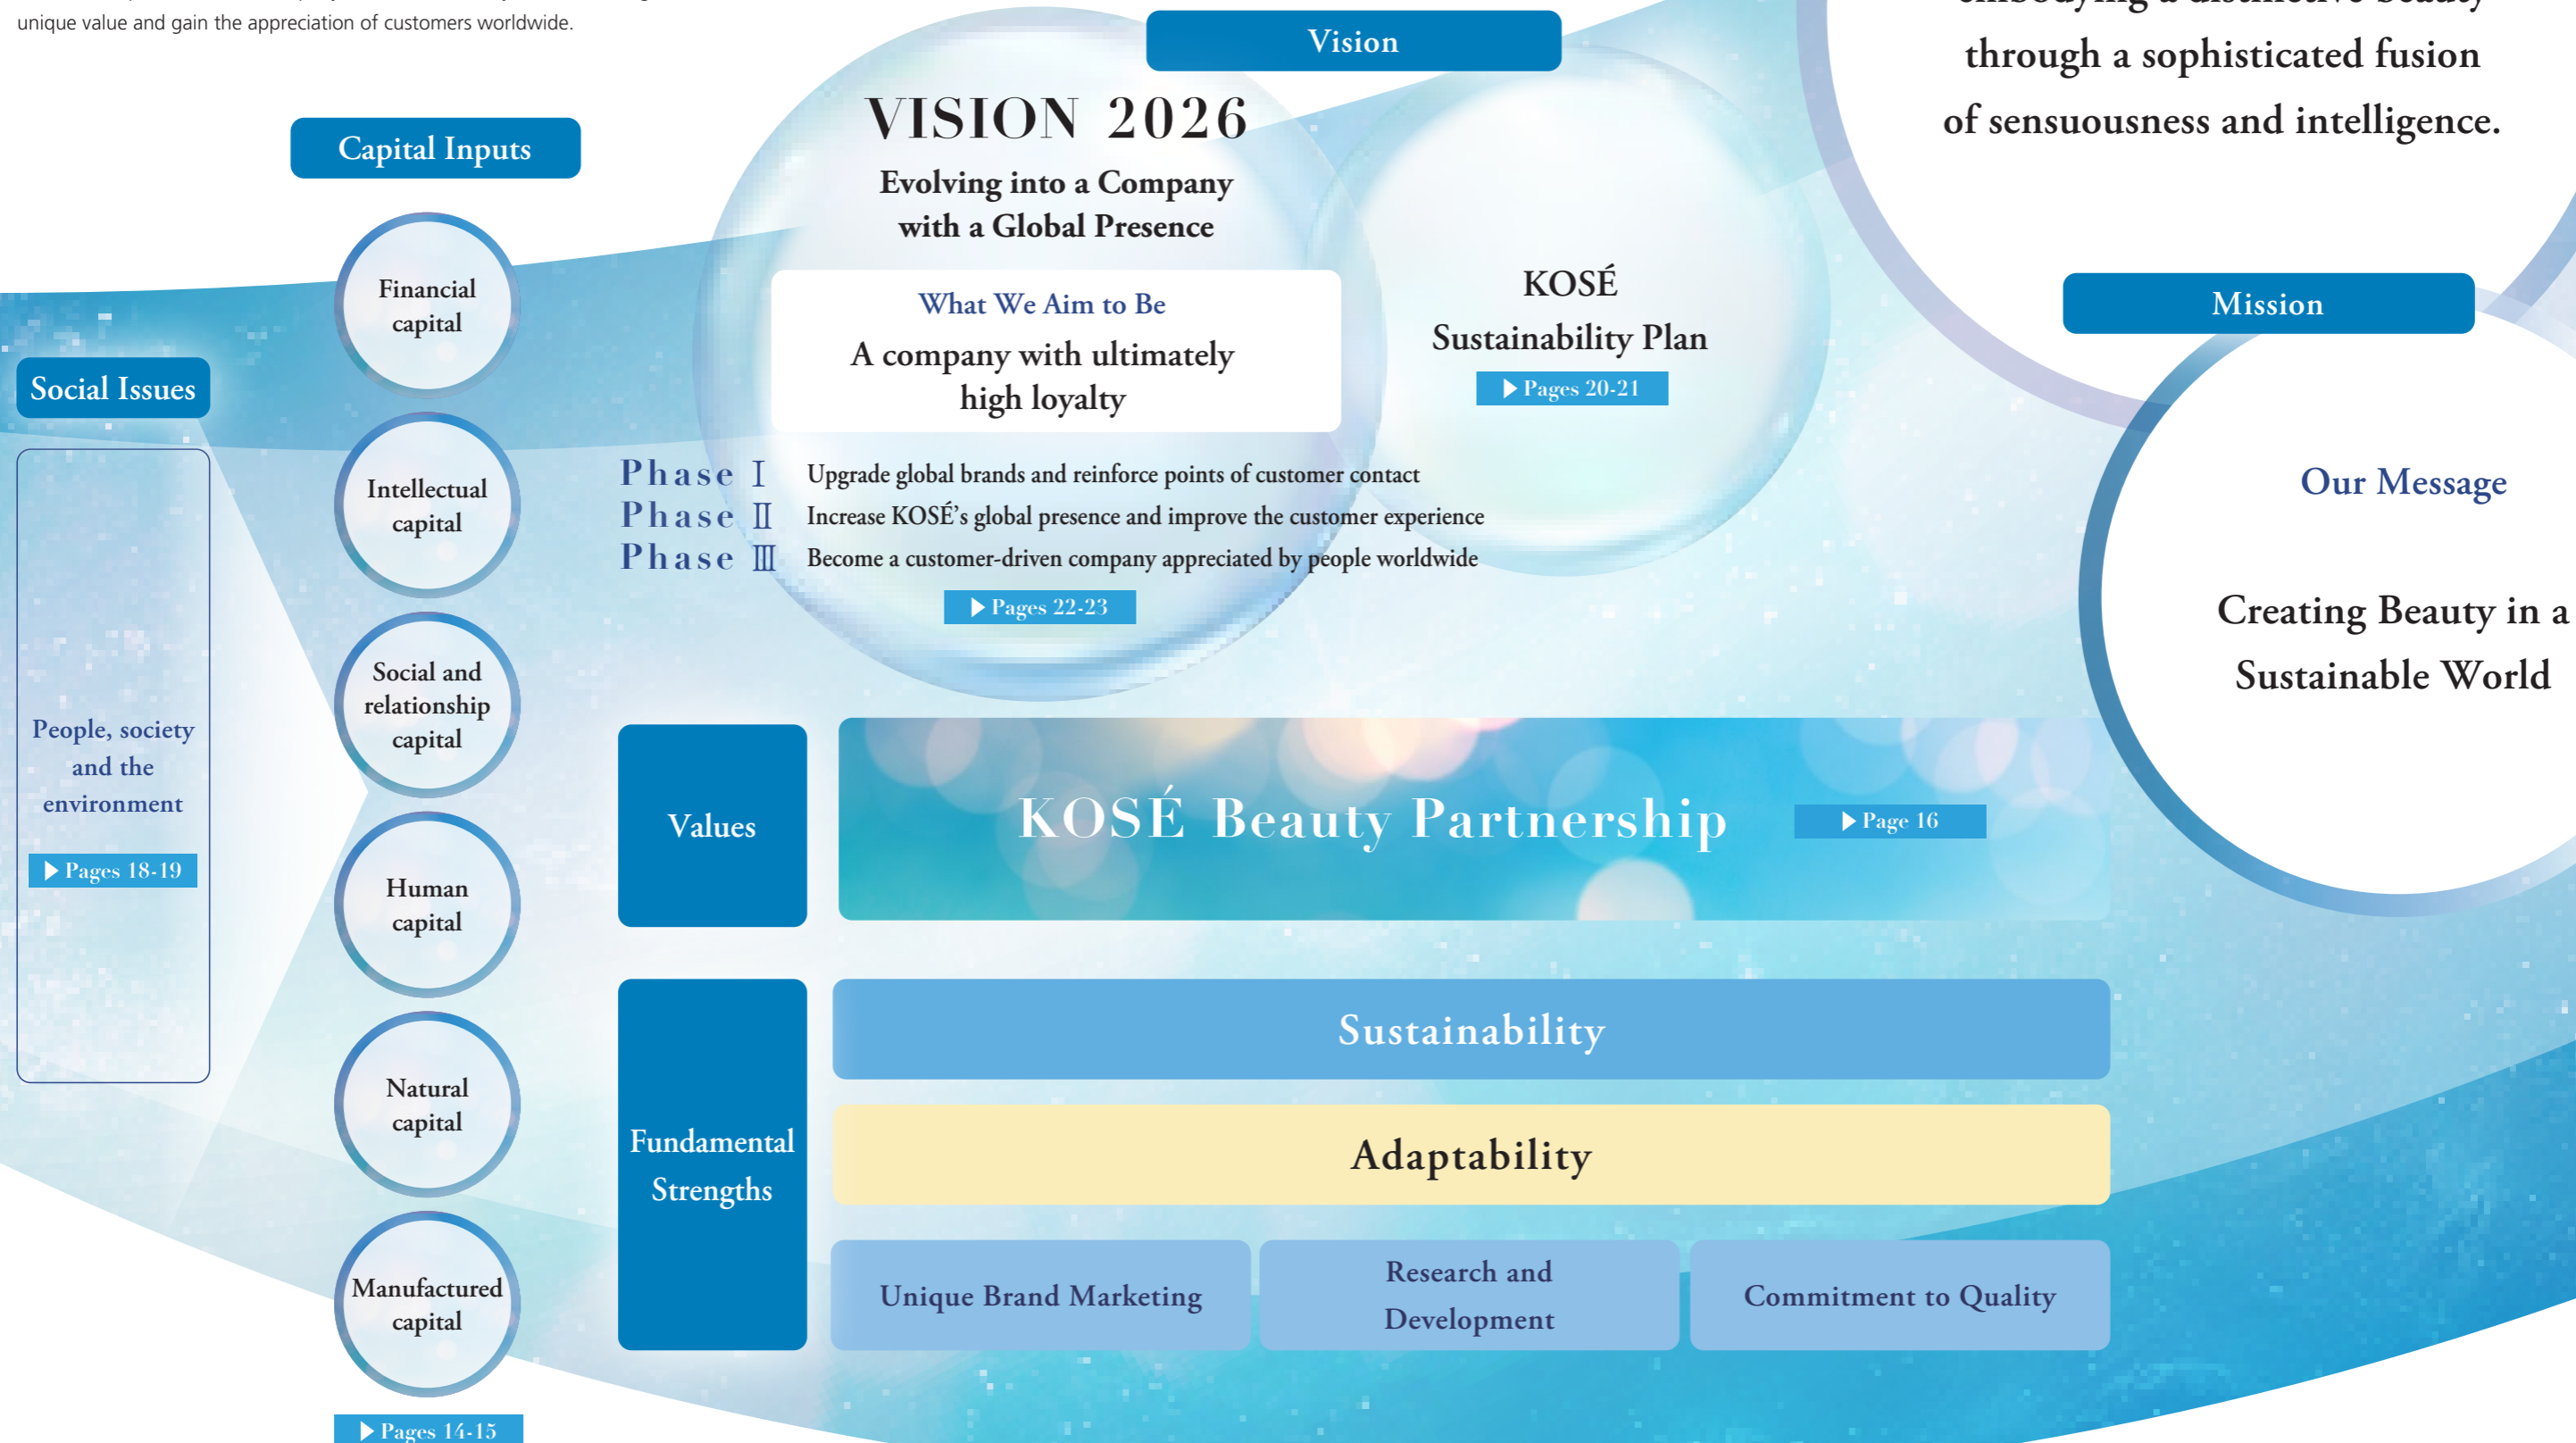 unique value and gain the appreciation of customers worldwide.
Capital Inputs
Financial
capital
Intellectual
capital
Social and
relationship
capital
Human
capital
Natural
capital
Manufactured
capital
▶ Pages 14-15
Social Issues
People, society
and the
environment
▶ Pages 18-19
Vision
VISION 2026
Evolving into a Company
with a Global Presence
What We Aim to Be
A company with ultimately
high loyalty
Phase Ⅰ Upgrade global brands and reinforce points of customer contact
Phase Ⅱ Increase KOSÉ’s global presence and improve the customer experience
Phase Ⅲ Become a customer-driven company appreciated by people worldwide
▶ Pages 22-23
KOSÉ
Sustainability Plan
▶ Pages 20-21
embodying a distinctive beauty
through a sophisticated fusion
of sensuousness and intelligence.
Mission
Our Message
Creating Beauty in a
Sustainable World
Values
KOSÉ Beauty Partnership
▶ Page 16
Fundamental
Strengths
Sustainability
Adaptability
Unique Brand Marketing
Research and
Development
Commitment to Quality